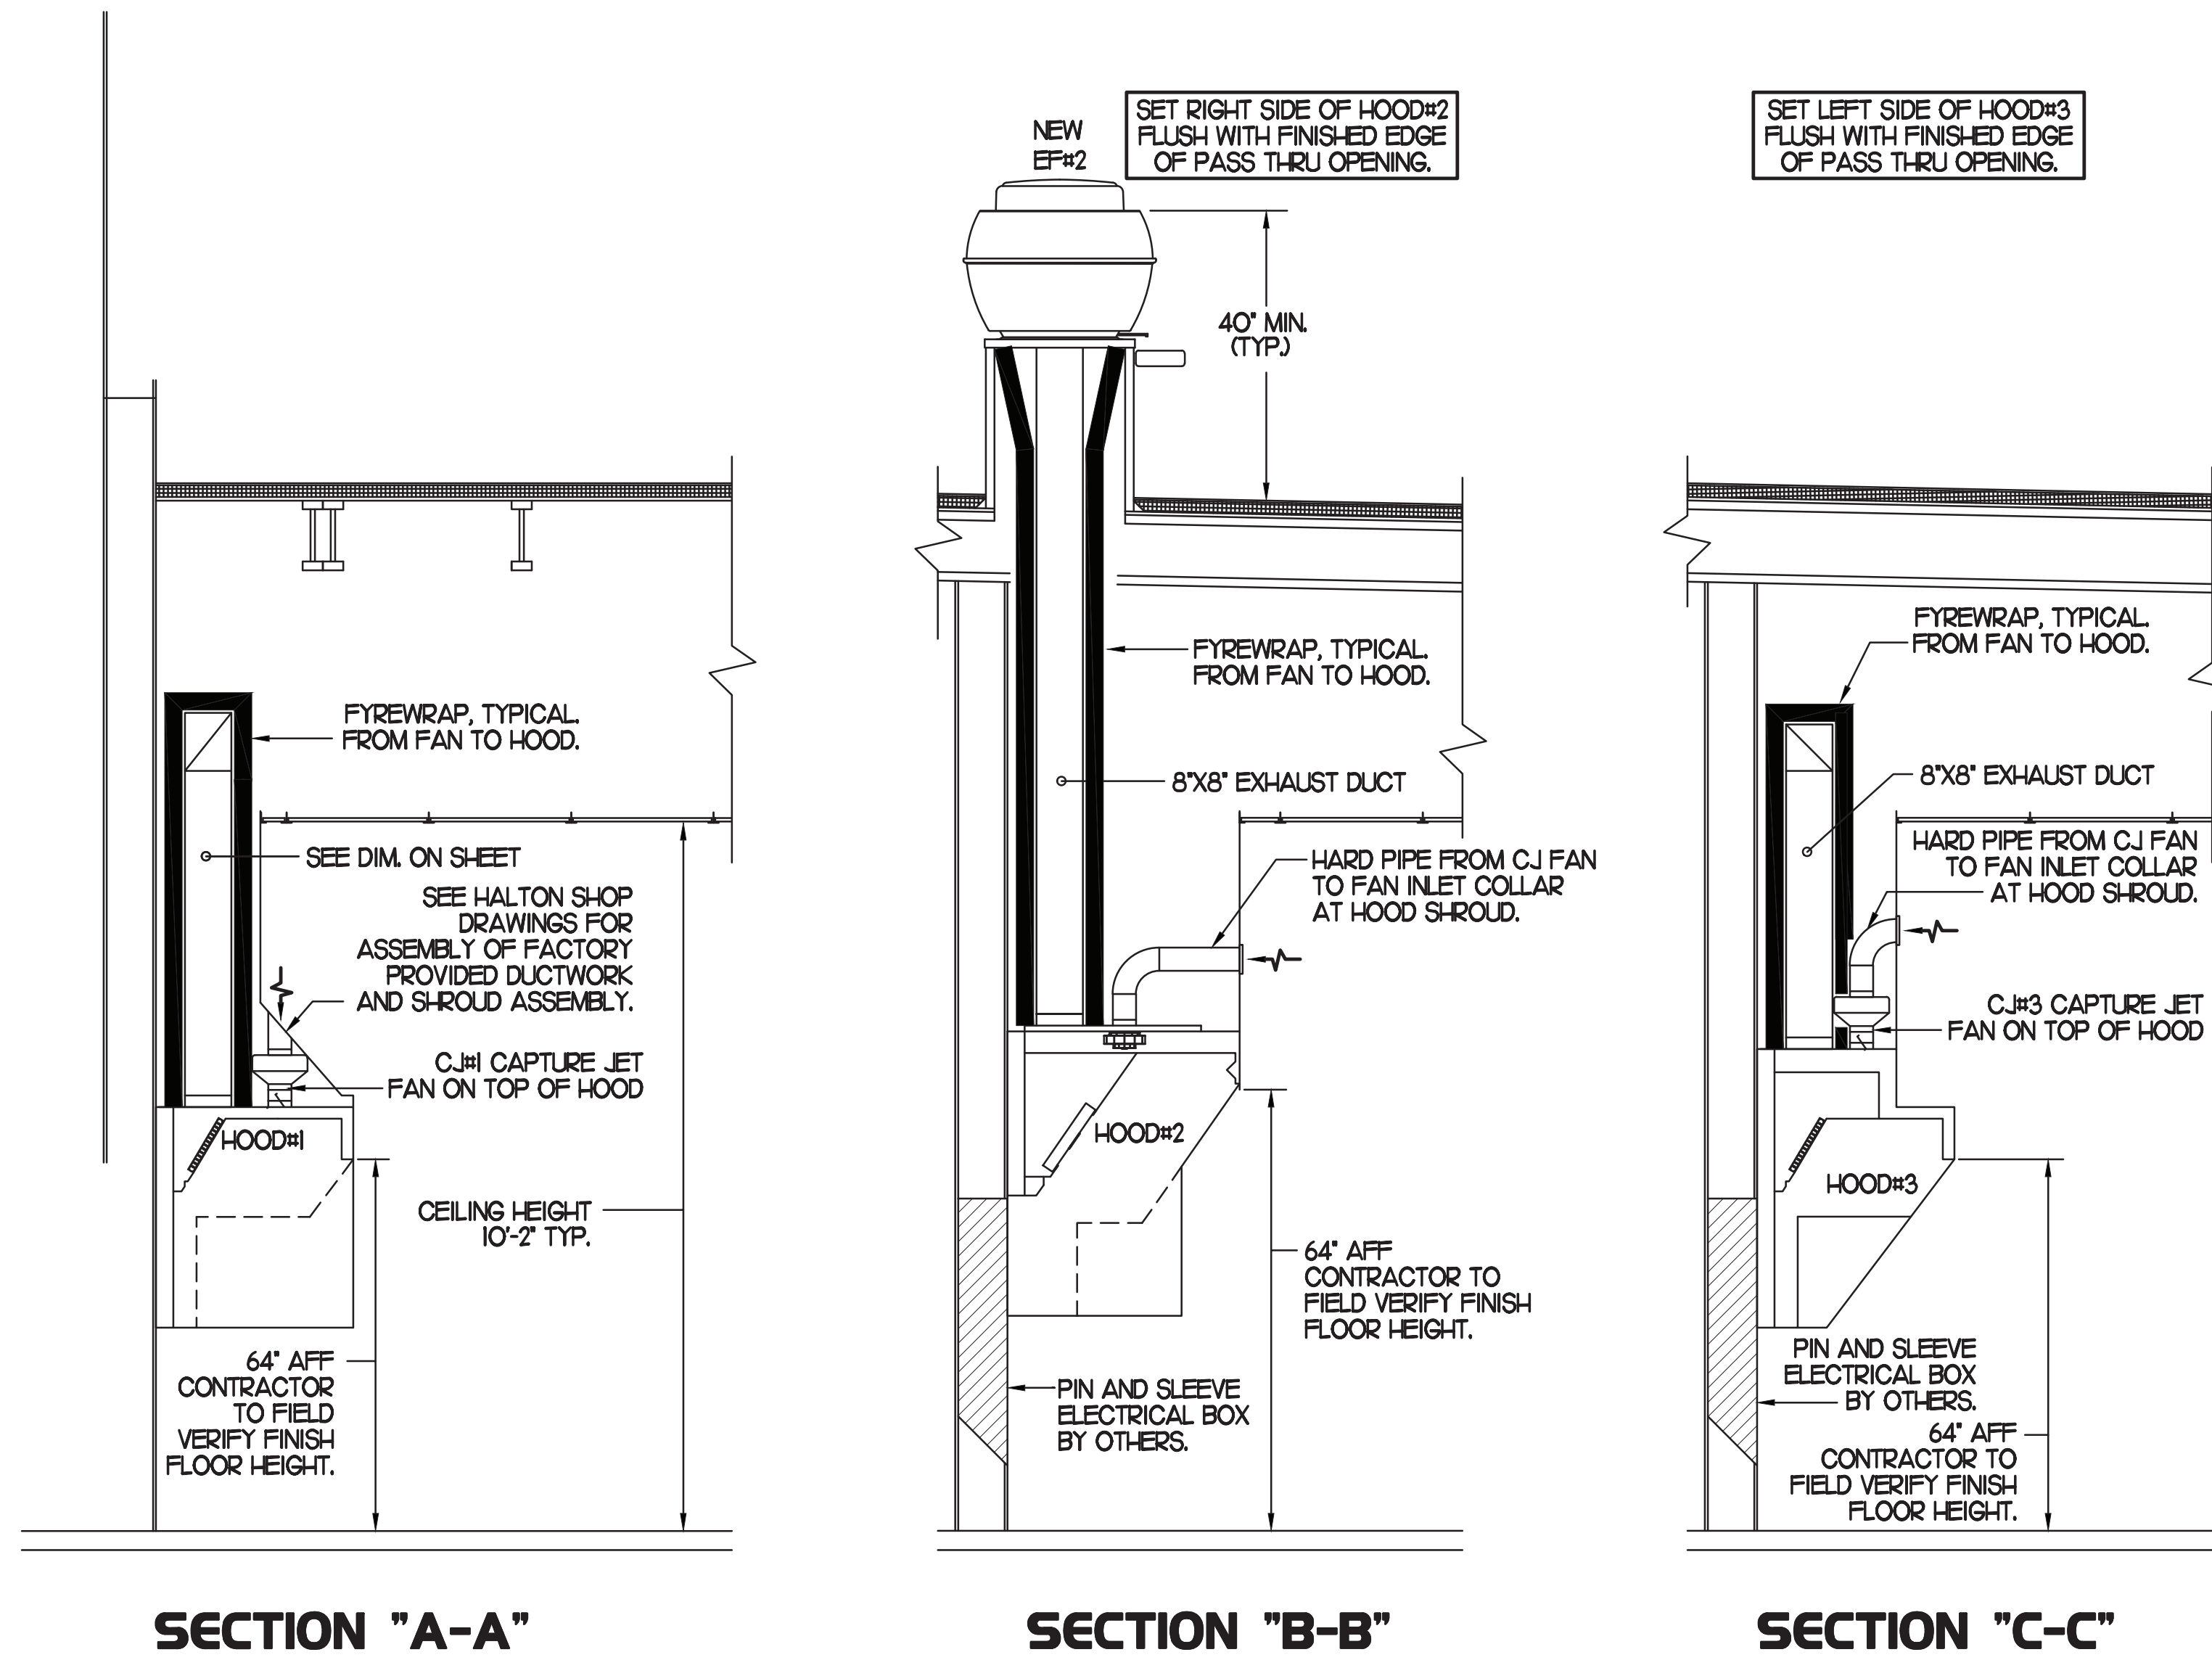 FYREWRAP, TYPICAL.
FROM FAN TO HOOD.
SEE DIM. ON SHEET
SEE HALTON SHOP
DRAWINGS FOR
ASSEMBLY OF FACTORY
PROVIDED DUCTWORK
AND SHROUD ASSEMBLY.
CJ#1 CAPTURE JET
FAN ON TOP OF HOOD
HOOD#1
CEILING HEIGHT
10'-2" TYP.
64" AFF
CONTRACTOR
TO FIELD
VERIFY FINISH
FLOOR HEIGHT.
SECTION "A-A"
NEW
EF#2
SET RIGHT SIDE OF HOOD#2
FLUSH WITH FINISHED EDGE
OF PASS THRU OPENING.
40" MIN.
(TYP.)
FYREWRAP, TYPICAL.
FROM FAN TO HOOD.
8"X8" EXHAUST DUCT
HARD PIPE FROM CJ FAN
TO FAN INLET COLLAR
AT HOOD SHROUD.
HOOD#2
64" AFF
CONTRACTOR TO
FIELD VERIFY FINISH
FLOOR HEIGHT.
PIN AND SLEEVE
ELECTRICAL BOX
BY OTHERS.
SECTION "B-B"
SET LEFT SIDE OF HOOD#3
FLUSH WITH FINISHED EDGE
OF PASS THRU OPENING.
FYREWRAP, TYPICAL.
FROM FAN TO HOOD.
8"X8" EXHAUST DUCT
HARD PIPE FROM CJ FAN
TO FAN INLET COLLAR
AT HOOD SHROUD.
CJ#3 CAPTURE JET
FAN ON TOP OF HOOD
HOOD#3
PIN AND SLEEVE
ELECTRICAL BOX
BY OTHERS.
64" AFF
CONTRACTOR TO
FIELD VERIFY FINISH
FLOOR HEIGHT.
SECTION "C-C"